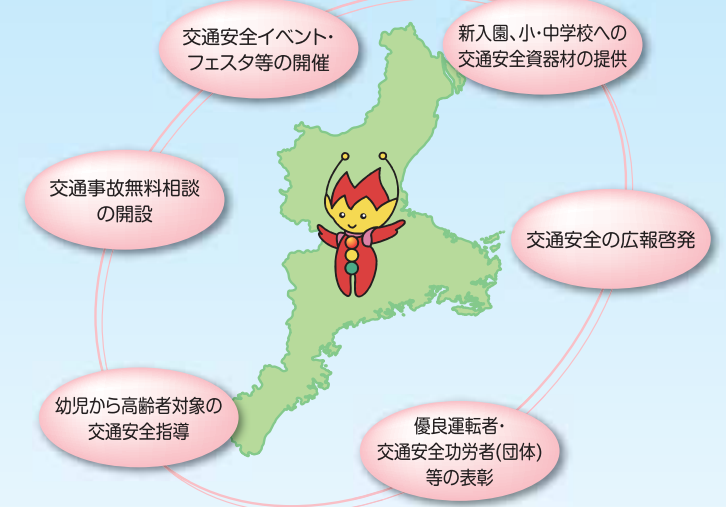 交通安全イベント・
フェスタ等の開催
新入園、小・中学校への
交通安全資器材の提供
交通事故無料相談
の開設
交通安全の広報啓発
幼児から高齢者対象の
交通安全指導
優良運転者・
交通安全功労者(団体)
等の表彰